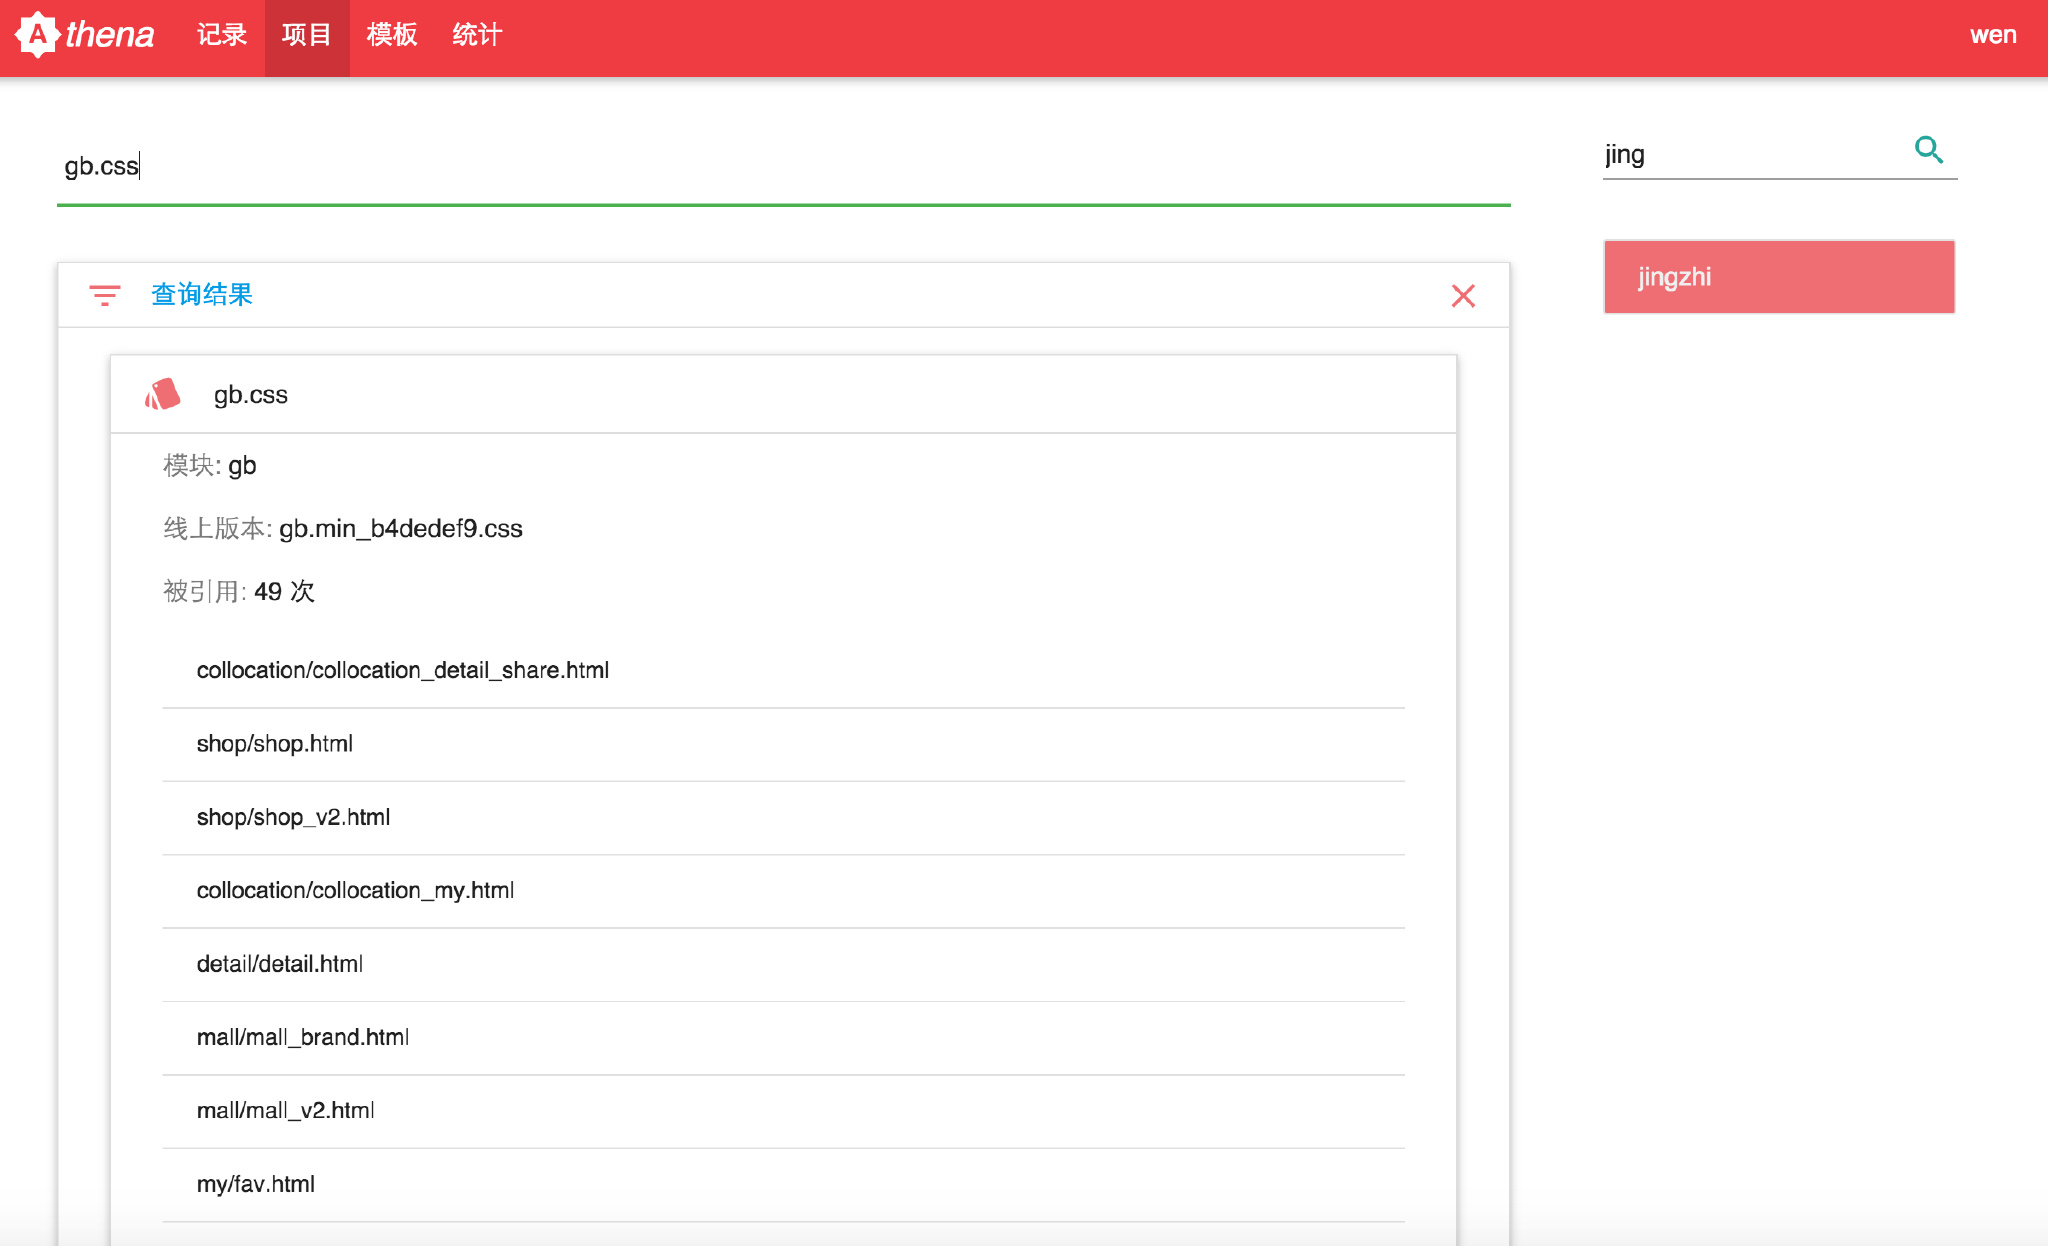 Athena 记录 项目 模板 统计 wen
gb.css
jing
jingzhi
查询结果
gb.css
模块: gb
线上版本: gb.min_b4dedef9.css
被引用: 49 次
collocation/collocation_detail_share.html
shop/shop.html
shop/shop_v2.html
collocation/collocation_my.html
detail/detail.html
mall/mall_brand.html
mall/mall_v2.html
my/fav.html